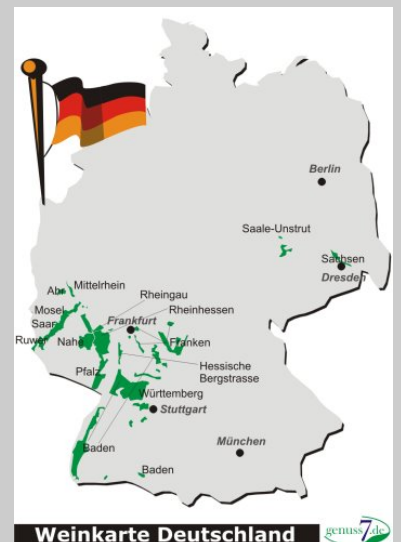 Berlin
Saale-Unstrut
Sachsen
Dresden
Ahr Mittelrhein
Rheingau
Mosel
Rheinhessen
Saar
Frankfurt
Ruwer
Nahe
Franken
Pfalz
Hessische
Bergstrasse
Württemberg
Stuttgart
Baden
München
Baden
Weinkarte Deutschland
genuss7.de